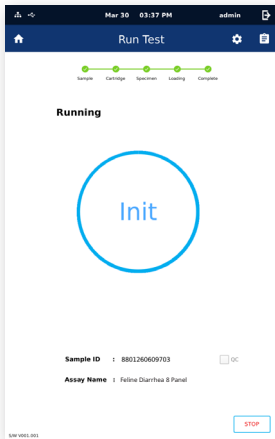 Mar 30 03:37 PM admin
Run Test
Sample Cartridge Specimen Loading Complete
Running
Init
Sample ID : 8801260609703 QC
Assay Name : Feline Diarrhea 8 Panel
STOP
S/W V001.001